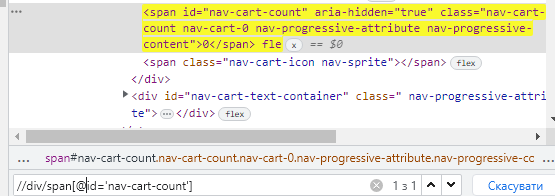 <span id="nav-cart-count" aria-hidden="true" class="nav-cart-
count nav-cart-0 nav-progressive-attribute nav-progressive-
content">0</span> fle x == $0
<span class="nav-cart-icon nav-sprite"></span> flex
</div>
<div id="nav-cart-text-container" class=" nav-progressive-attri
te">⋯</div> flex
span#nav-cart-count.nav-cart-count.nav-cart-0.nav-progressive-attribute.nav-progressive-cc
//div/span[@id='nav-cart-count'] 1 з 1 Скасувати